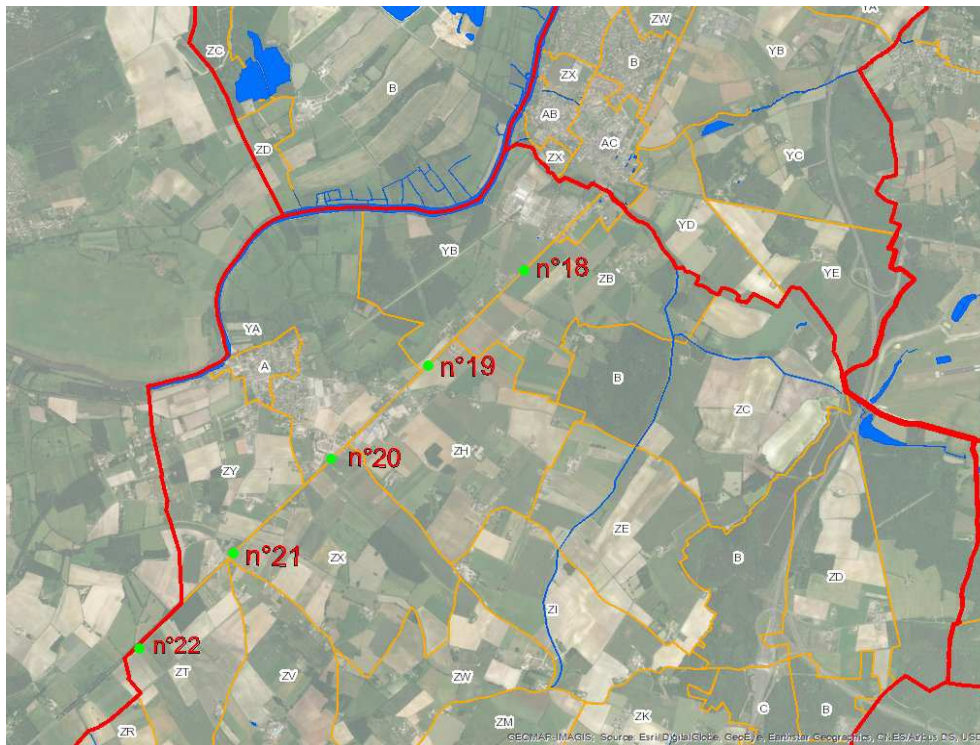 ZC
B
ZW
YA
YB
ZX
B
AB
AC
ZD
ZX
YC
YD
YB
n°18
ZB
YE
YA
A
n°19
B
ZC
n°20
ZH
ZY
n°21
ZX
ZE
B
ZD
ZI
n°22
ZT
ZV
ZW
C
B
ZR
ZM
ZK
GEOMAP-IMAGIS; Source: Esri, DigitalGlobe, GeoEye, Earthstar Geographics, CNES/Airbus DS,